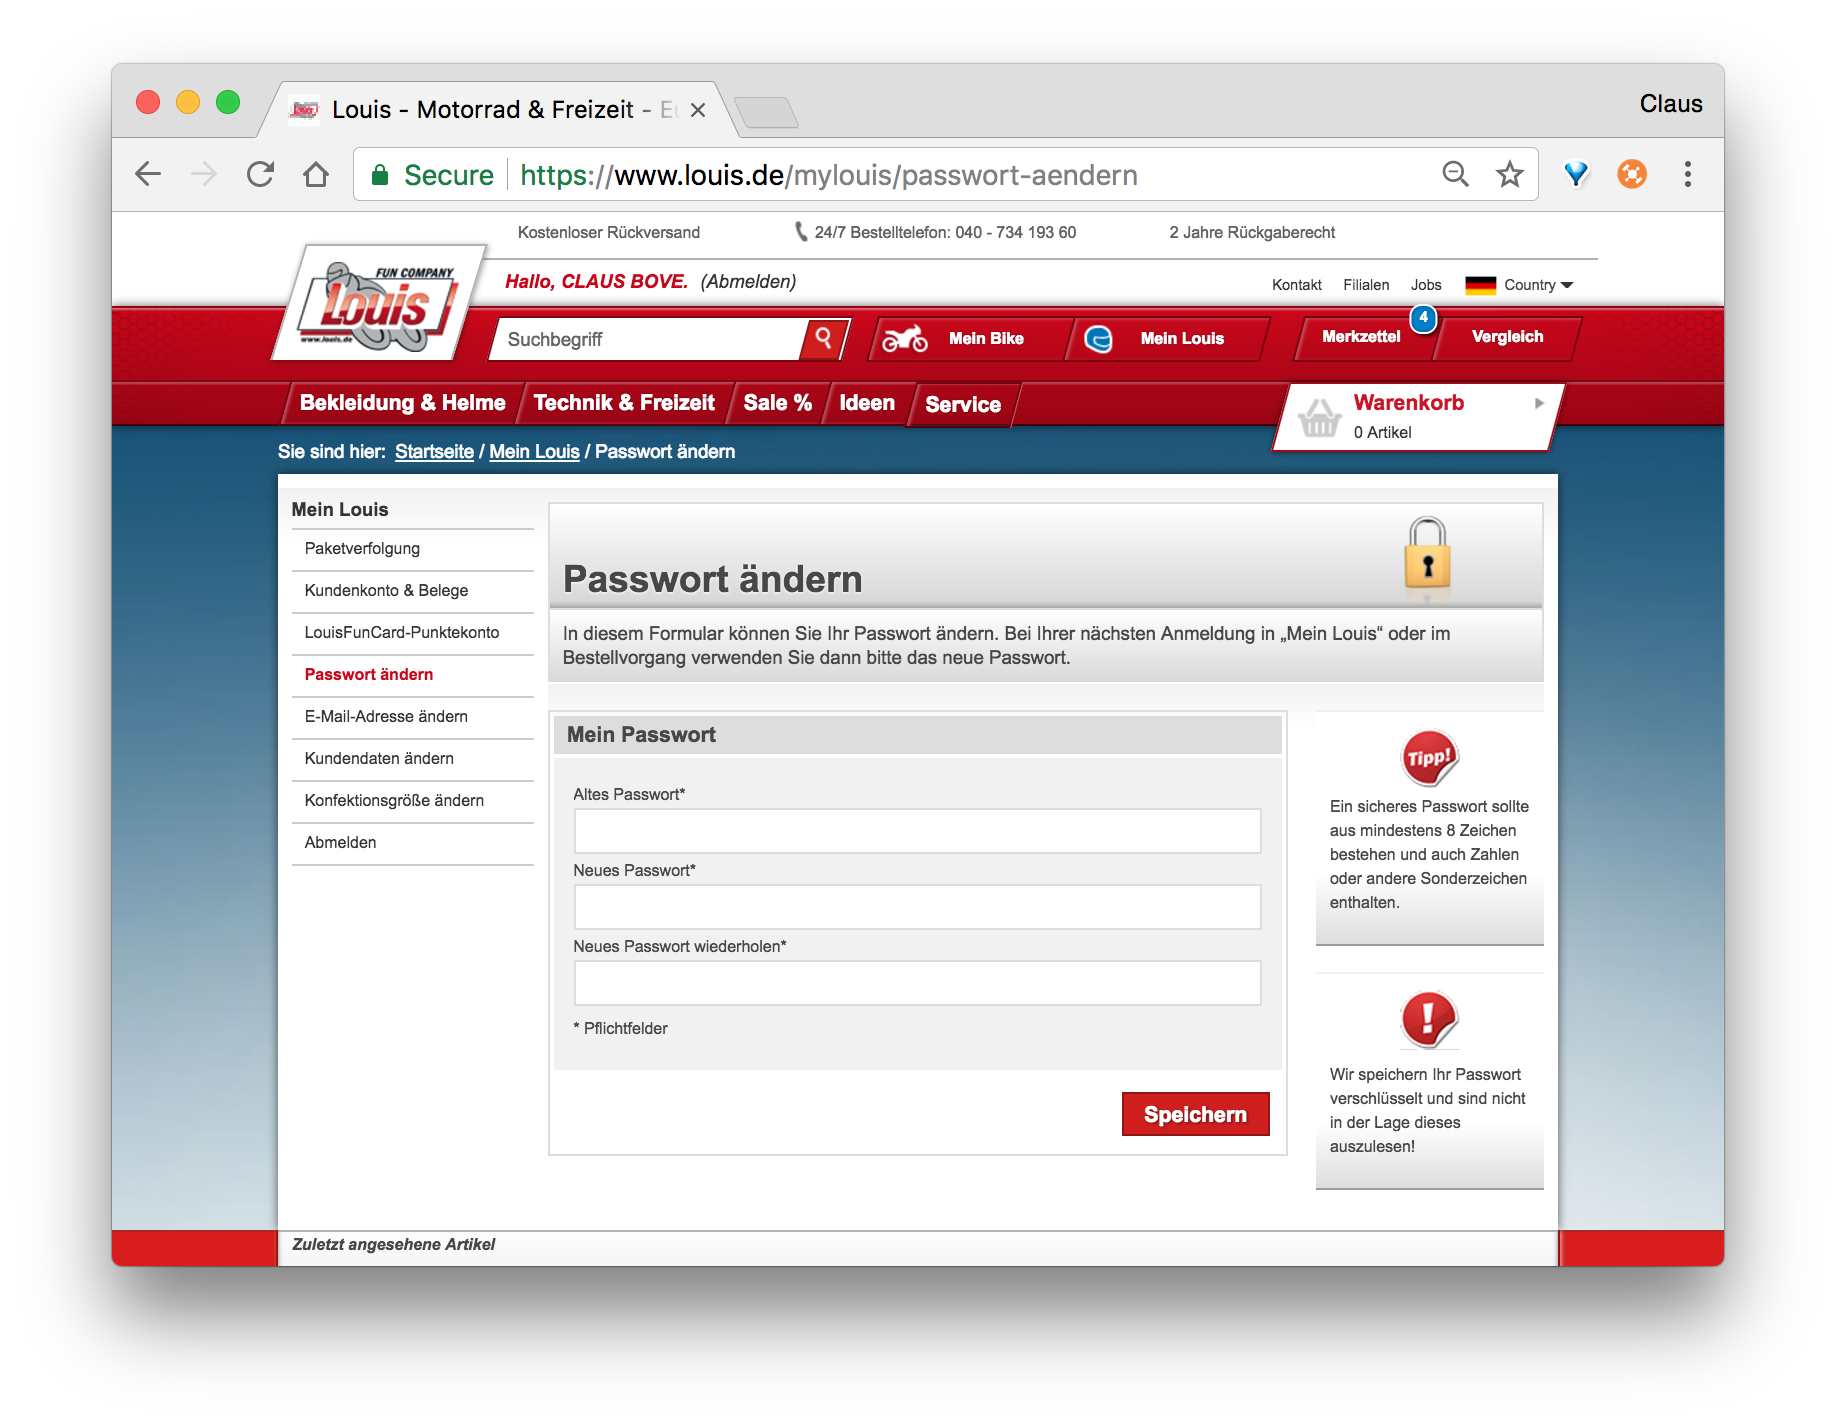 Louis - Motorrad & Freizeit - Eu
Claus
Secure https://www.louis.de/mylouis/passwort-aendern
Kostenloser Rückversand
24/7 Bestelltelefon: 040 - 734 193 60
2 Jahre Rückgaberecht
FUN COMPANY
Louis
www.louis.de
Hallo, CLAUS BOVE. (Abmelden)
Kontakt Filialen Jobs Country
Suchbegriff
Mein Bike
Mein Louis
Merkzettel
4
Vergleich
Bekleidung & Helme Technik & Freizeit Sale % Ideen Service
Warenkorb
0 Artikel
Sie sind hier: Startseite / Mein Louis / Passwort ändern
Mein Louis
Paketverfolgung
Kundenkonto & Belege
LouisFunCard-Punktekonto
Passwort ändern
E-Mail-Adresse ändern
Kundendaten ändern
Konfektionsgröße ändern
Abmelden
Passwort ändern
In diesem Formular können Sie Ihr Passwort ändern. Bei Ihrer nächsten Anmeldung in „Mein Louis“ oder im
Bestellvorgang verwenden Sie dann bitte das neue Passwort.
Mein Passwort
Altes Passwort*
Neues Passwort*
Neues Passwort wiederholen*
* Pflichtfelder
Speichern
Tipp!
Ein sicheres Passwort sollte
aus mindestens 8 Zeichen
bestehen und auch Zahlen
oder andere Sonderzeichen
enthalten.
!
Wir speichern Ihr Passwort
verschlüsselt und sind nicht
in der Lage dieses
auszulesen!
Zuletzt angesehene Artikel